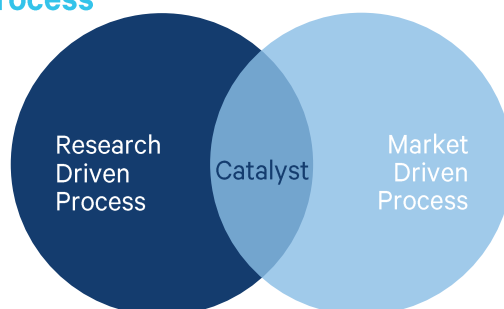 Research
Driven
Process
Catalyst
Market
Driven
Process